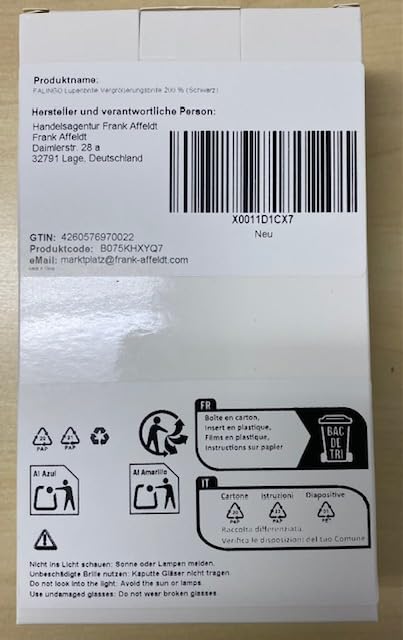 Produktname:
PALINGO Lupenbrille Vergrößerungsbrille 200 % (Schwarz)
Hersteller und verantwortliche Person:
Handelsagentur Frank Affeldt
Frank Affeldt
Daimlerstr. 28 a
32791 Lage, Deutschland
X0011D1CX7
Neu
GTIN: 4260576970022
Produktcode: B075KHXYQ7
eMail: marktplatz@frank-affeldt.com
Made in China
FR
Boîte en carton,
Insert en plastique,
Films en plastique,
Instructions sur papier
BAC
DE
TRI
20
PAP
21
PAP
Al Azul
Al Amarillo
IT
Cartone Istruzioni Diapositive
20
PAP
PAP
Raccolta differenziata.
Verifica le disposizioni del tuo Comune
Nicht ins Licht schauen: Sonne oder Lampen meiden.
Unbeschädigte Brille nutzen: Kaputte Gläser nicht tragen.
Do not look into the light: Avoid the sun or lamps
Use undamaged glasses: Do not wear broken glasses